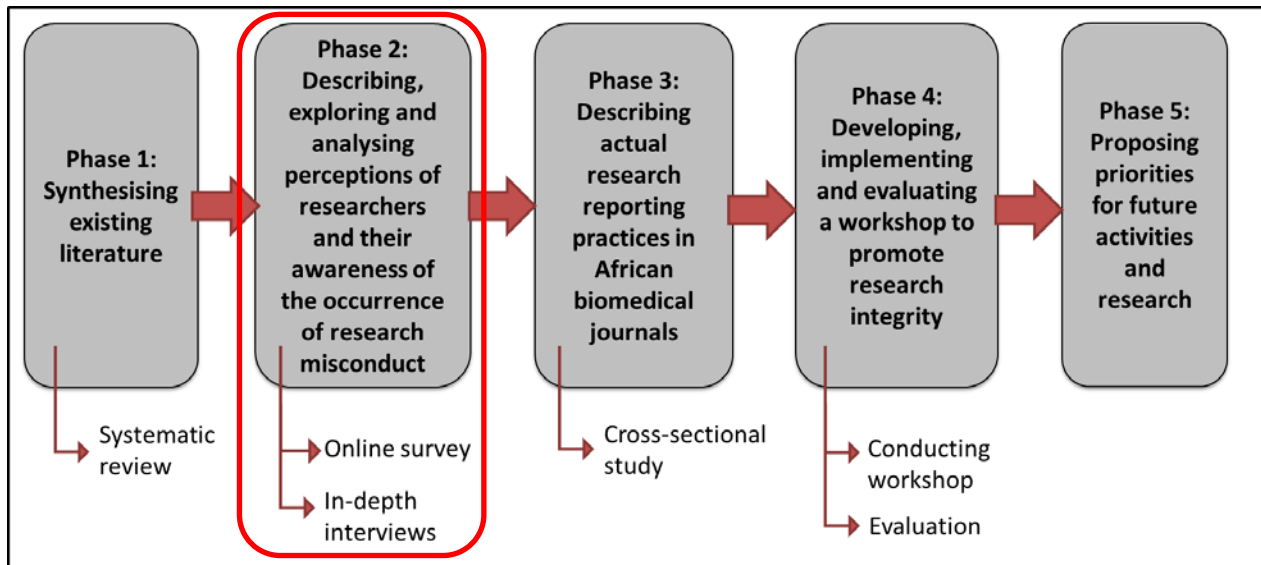 Phase 1:
Synthesising
existing
literature
Systematic
review
Phase 2:
Describing,
exploring and
analysing
perceptions of
researchers
and their
awareness of
the occurrence
of research
misconduct
Online survey
In-depth
interviews
Phase 3:
Describing
actual
research
reporting
practices in
African
biomedical
journals
Cross-sectional
study
Phase 4:
Developing,
implementing
and evaluating
a workshop to
promote
research
integrity
Conducting
workshop
Evaluation
Phase 5:
Proposing
priorities
for future
activities
and
research